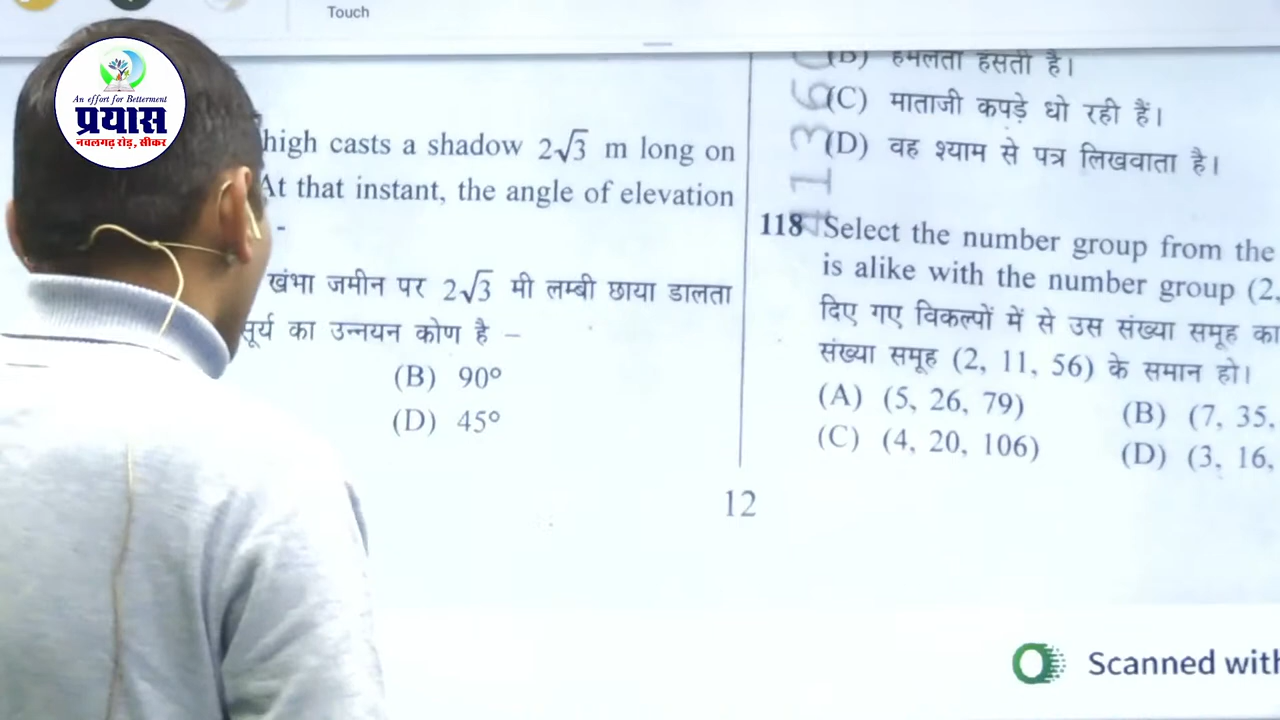 Touch
An effort for Betterment
प्रयास
नवलगढ़ रोड़, सीकर
high casts a shadow 2√3 m long on
At that instant, the angle of elevation
-
खंभा जमीन पर 2√3 मी लम्बी छाया डालता
सूर्य का उन्नयन कोण है –
(B) 90°
(D) 45°
(B) हेमलता हंसती है।
(C) माताजी कपड़े धो रही हैं।
(D) वह श्याम से पत्र लिखवाता है।
118 Select the number group from the
is alike with the number group (2,
दिए गए विकल्पों में से उस संख्या समूह का
संख्या समूह (2, 11, 56) के समान हो।
(A) (5, 26, 79)
(B) (7, 35,
(C) (4, 20, 106)
(D) (3, 16,
12
Scanned with